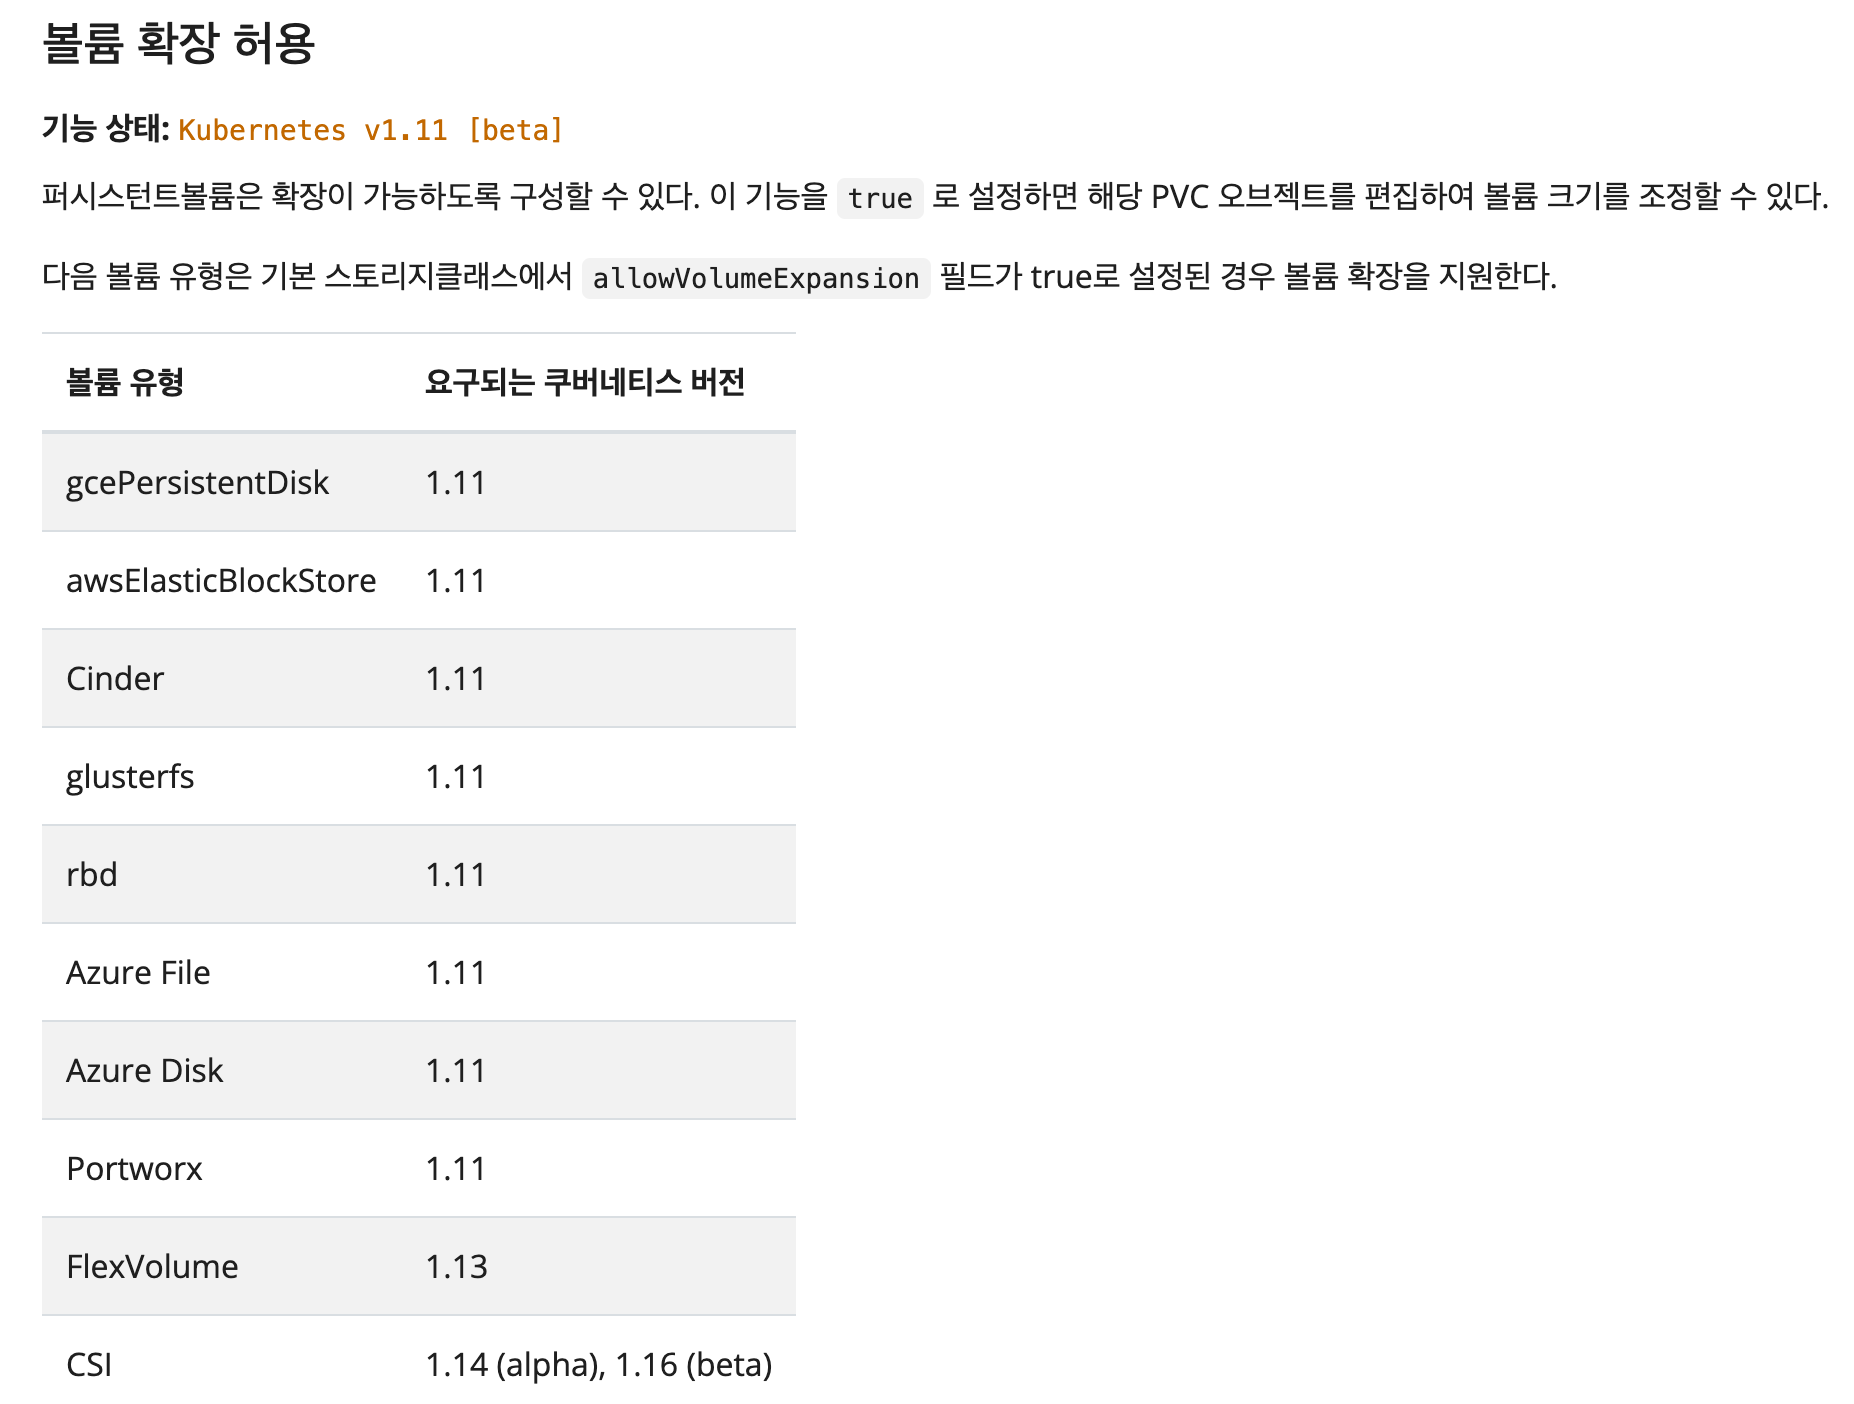 볼륨 확장 허용
기능 상태: Kubernetes v1.11 [beta]
퍼시스턴트볼륨은 확장이 가능하도록 구성할 수 있다. 이 기능을 true 로 설정하면 해당 PVC 오브젝트를 편집하여 볼륨 크기를 조정할 수 있다.
다음 볼륨 유형은 기본 스토리지클래스에서 allowVolumeExpansion 필드가 true로 설정된 경우 볼륨 확장을 지원한다.
볼륨 유형 요구되는 쿠버네티스 버전
gcePersistentDisk 1.11
awsElasticBlockStore 1.11
Cinder 1.11
glusterfs 1.11
rbd 1.11
Azure File 1.11
Azure Disk 1.11
Portworx 1.11
FlexVolume 1.13
CSI 1.14 (alpha), 1.16 (beta)